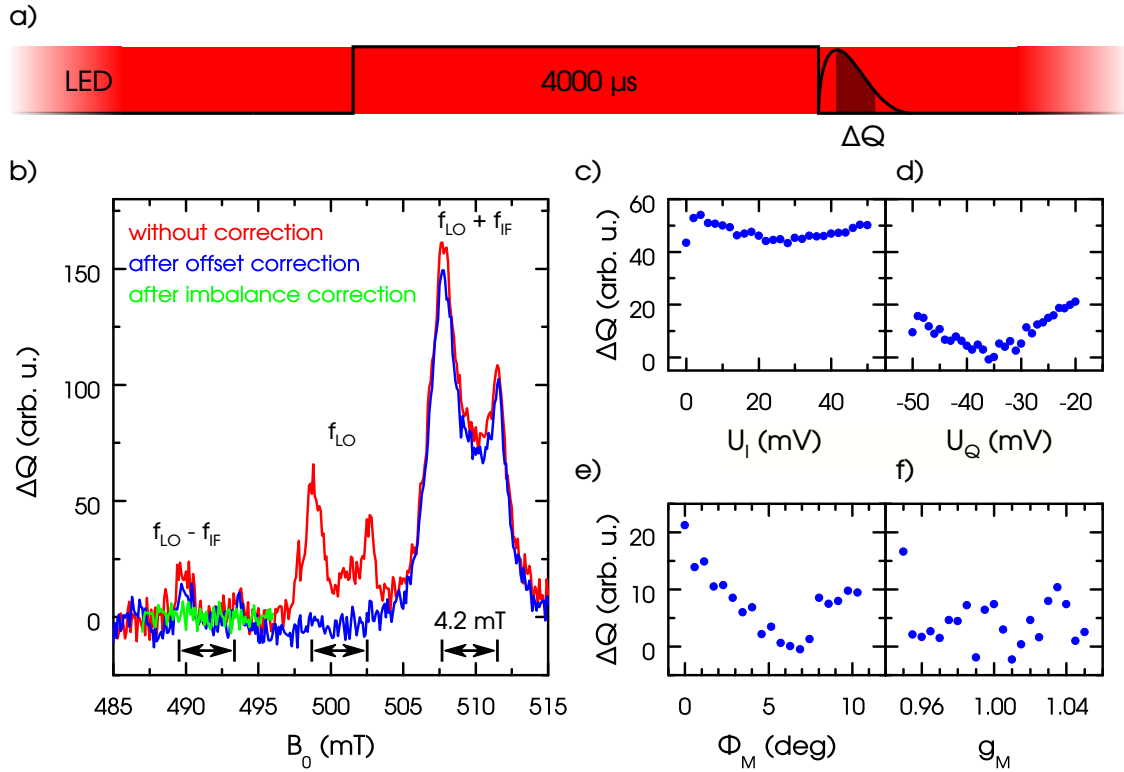 a)
LED
4000 µs
ΔQ
b)
c)
d)
without correction
after offset correction
after imbalance correction
f_LO + f_IF
f_LO
f_LO - f_IF
4.2 mT
ΔQ (arb. u.)
150
100
50
0
485
490
495
500
505
510
515
B_0 (mT)
ΔQ (arb. u.)
60
40
20
0
0
20
40
U_I (mV)
-50
-40
-30
-20
U_Q (mV)
e)
f)
ΔQ (arb. u.)
20
10
0
0
5
10
Φ_M (deg)
0.96
1.00
1.04
g_M